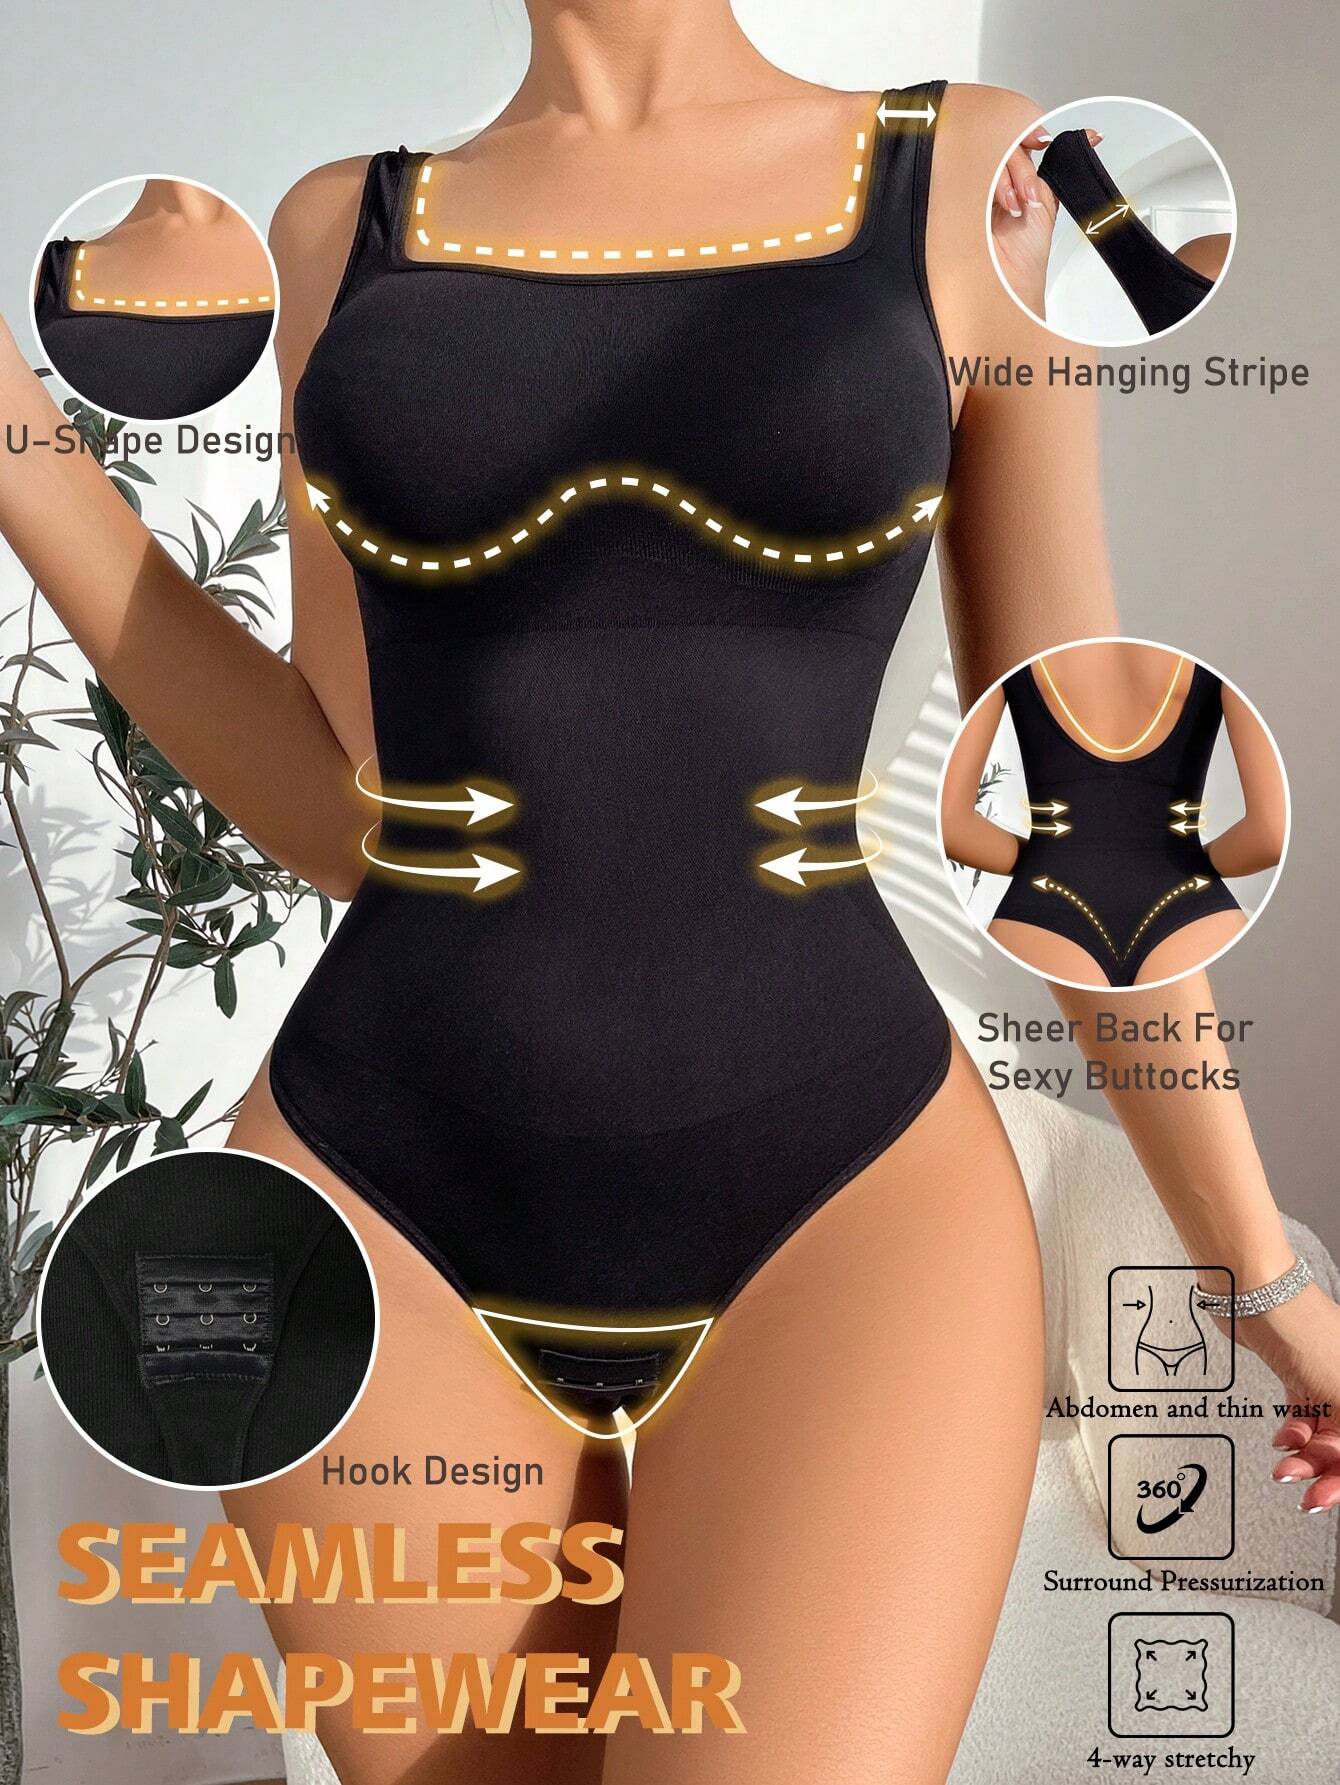 U-Shape Design
Wide Hanging Stripe
Sheer Back For
Sexy Buttocks
Hook Design
SEAMLESS
SHAPEWEAR
Abdomen and thin waist
360°
Surround Pressurization
4-way stretchy